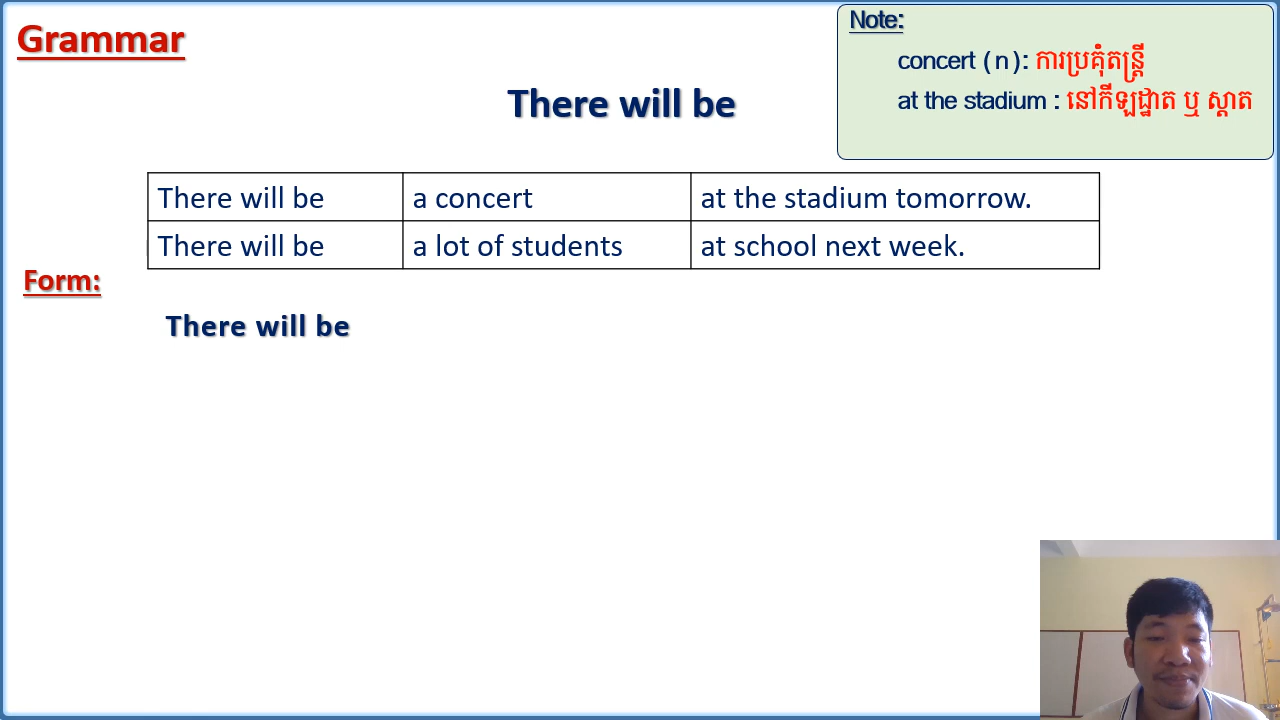 Grammar
Note:
concert ( n ): ការប្រគុំតន្ត្រី
at the stadium : នៅកីឡដ្ឋាត ឬ ស្តាត
There will be
There will be a concert at the stadium tomorrow.
There will be a lot of students at school next week.
Form:
There will be